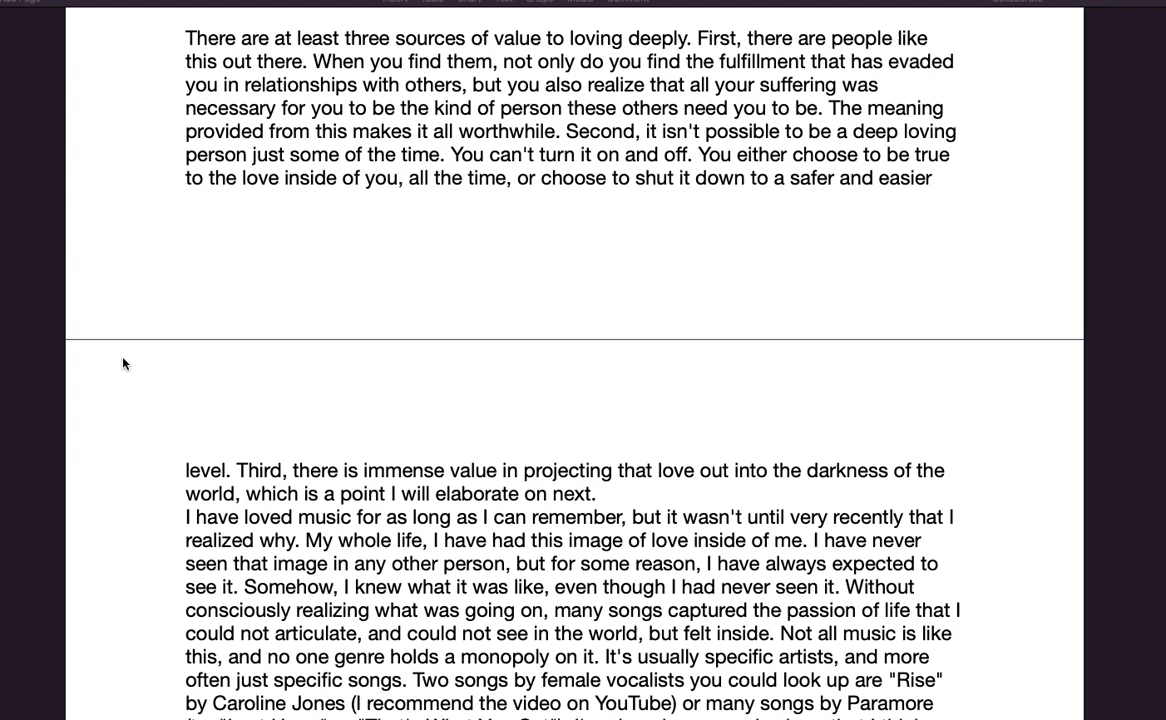 There are at least three sources of value to loving deeply. First, there are people like
this out there. When you find them, not only do you find the fulfillment that has evaded
you in relationships with others, but you also realize that all your suffering was
necessary for you to be the kind of person these others need you to be. The meaning
provided from this makes it all worthwhile. Second, it isn't possible to be a deep loving
person just some of the time. You can't turn it on and off. You either choose to be true
to the love inside of you, all the time, or choose to shut it down to a safer and easier
level. Third, there is immense value in projecting that love out into the darkness of the
world, which is a point I will elaborate on next.
I have loved music for as long as I can remember, but it wasn't until very recently that I
realized why. My whole life, I have had this image of love inside of me. I have never
seen that image in any other person, but for some reason, I have always expected to
see it. Somehow, I knew what it was like, even though I had never seen it. Without
consciously realizing what was going on, many songs captured the passion of life that I
could not articulate, and could not see in the world, but felt inside. Not all music is like
this, and no one genre holds a monopoly on it. It's usually specific artists, and more
often just specific songs. Two songs by female vocalists you could look up are "Rise"
by Caroline Jones (I recommend the video on YouTube) or many songs by Paramore